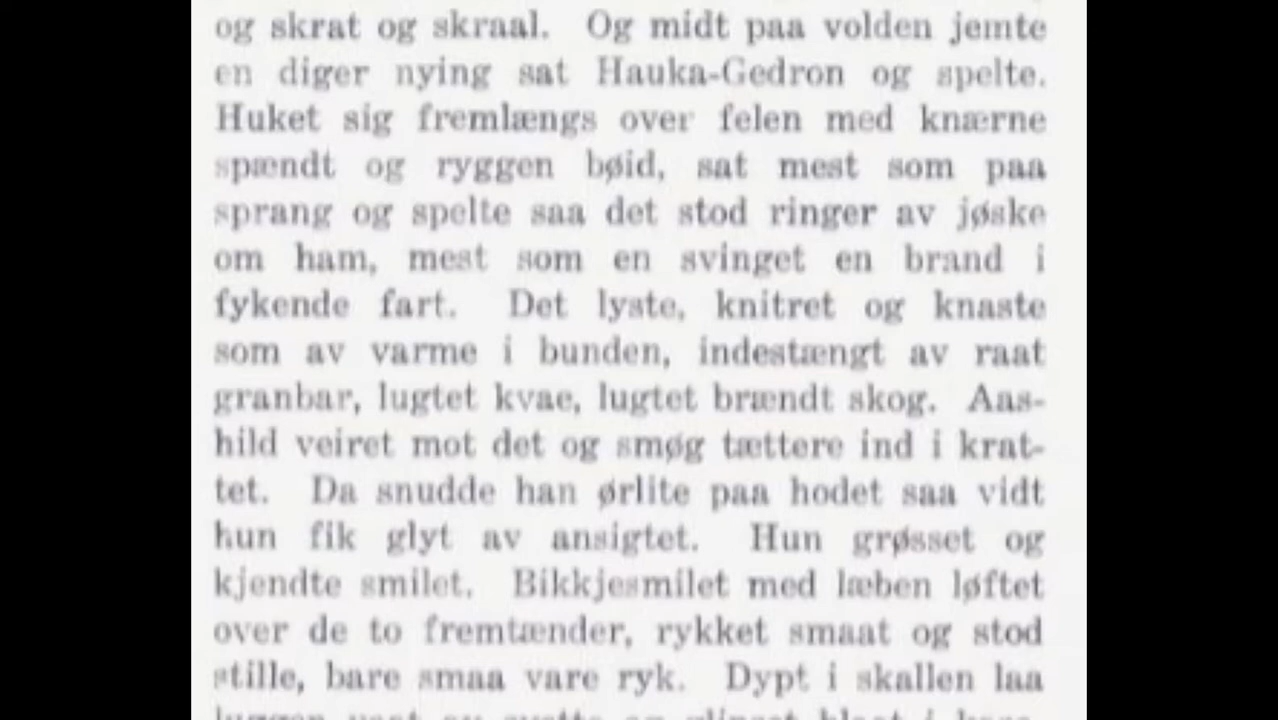 og skrat og skraal. Og midt paa volden jemte
en diger nying sat Hauka-Gedron og spelte.
Huket sig fremlængs over felen med knærne
spændt og ryggen bøid, sat mest som paa
sprang og spelte saa det stod ringer av jøske
om ham, mest som en svinget en brand i
fykende fart. Det lyste, knitret og knaste
som av varme i bunden, indestængt av raat
granbar, lugtet kvae, lugtet brændt skog. Aas-
hild veiret mot det og smøg tættere ind i krat-
tet. Da snudde han ørlite paa hodet saa vidt
hun fik glyt av ansigtet. Hun grøsset og
kjendte smilet. Bikkjesmilet med læben løftet
over de to fremtænder, rykket smaat og stod
stille, bare smaa vare ryk. Dypt i skallen laa